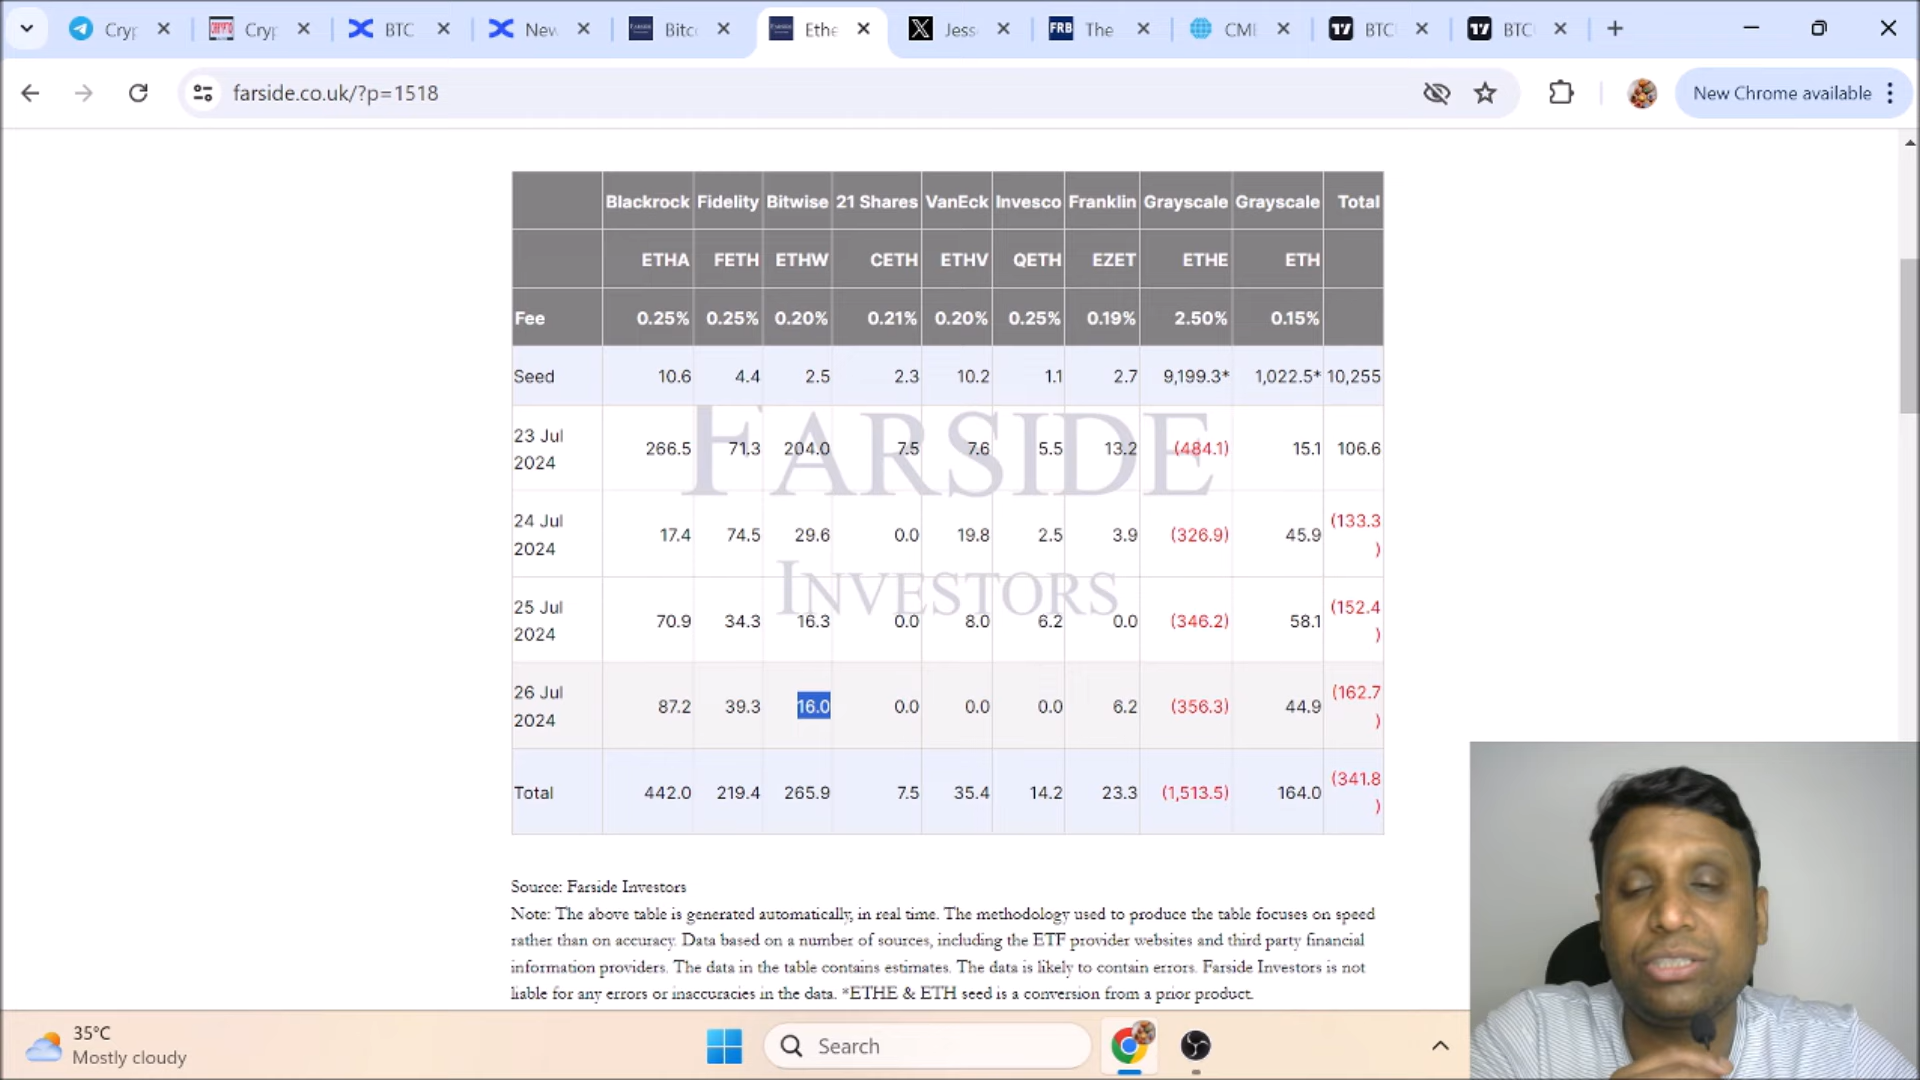 Cryp
Cryp
BTC
New
Bitc
Ethe
Jess
FRB
The
CME
BTC
BTC
farside.co.uk/?p=1518
New Chrome available
Blackrock Fidelity Bitwise 21 Shares VanEck Invesco Franklin Grayscale Grayscale Total
ETHA FETH ETHW CETH ETHV QETH EZET ETHE ETH
Fee 0.25% 0.25% 0.20% 0.21% 0.20% 0.25% 0.19% 2.50% 0.15%
Seed 10.6 4.4 2.5 2.3 10.2 1.1 2.7 9,199.3* 1,022.5* 10,255
23 Jul
2024 266.5 71.3 204.0 7.5 7.6 5.5 13.2 (484.1) 15.1 106.6
24 Jul
2024 17.4 74.5 29.6 0.0 19.8 2.5 3.9 (326.9) 45.9 (133.3
)
25 Jul
2024 70.9 34.3 16.3 0.0 8.0 6.2 0.0 (346.2) 58.1 (152.4
)
26 Jul
2024 87.2 39.3 16.0 0.0 0.0 0.0 6.2 (356.3) 44.9 (162.7
)
Total 442.0 219.4 265.9 7.5 35.4 14.2 23.3 (1,513.5) 164.0 (341.8
)
FARSIDE
INVESTORS
Source: Farside Investors
Note: The above table is generated automatically, in real time. The methodology used to produce the table focuses on speed
rather than on accuracy. Data based on a number of sources, including the ETF provider websites and third party financial
information providers. The data in the table contains estimates. The data is likely to contain errors. Farside Investors is not
liable for any errors or inaccuracies in the data. *ETHE & ETH seed is a conversion from a prior product.
35°C
Mostly cloudy
Search